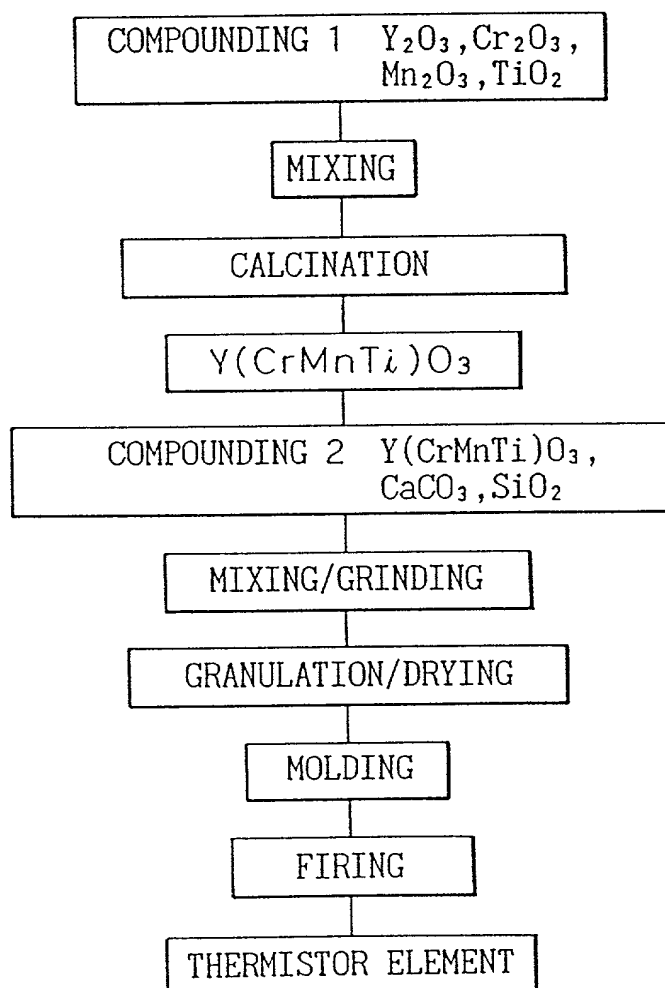 COMPOUNDING 1 Y₂O₃,Cr₂O₃,
Mn₂O₃,TiO₂
MIXING
CALCINATION
Y(CrMnTi)O₃
COMPOUNDING 2 Y(CrMnTi)O₃,
CaCO₃,SiO₂
MIXING/GRINDING
GRANULATION/DRYING
MOLDING
FIRING
THERMISTOR ELEMENT